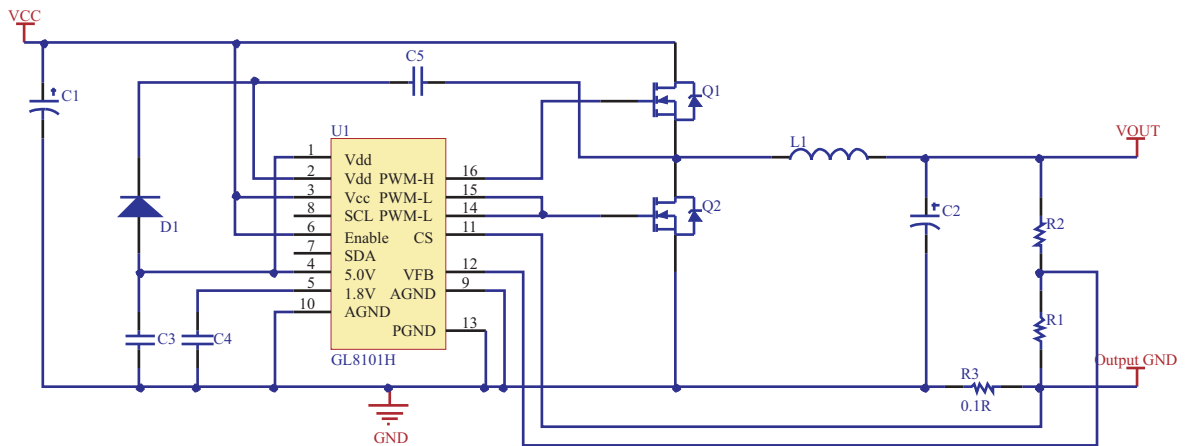 VCC
C1
C5
Q1
U1
L1
VOUT
1 Vdd
2 Vdd PWM-H 16
3 Vcc PWM-L 15
8 SCL PWM-L 14
6 Enable CS 11
7 SDA
4 5.0V VFB 12
5 1.8V AGND 9
10 AGND
PGND 13
GL8101H
D1
Q2
C2
R2
C3
C4
R1
R3
0.1R
Output GND
GND